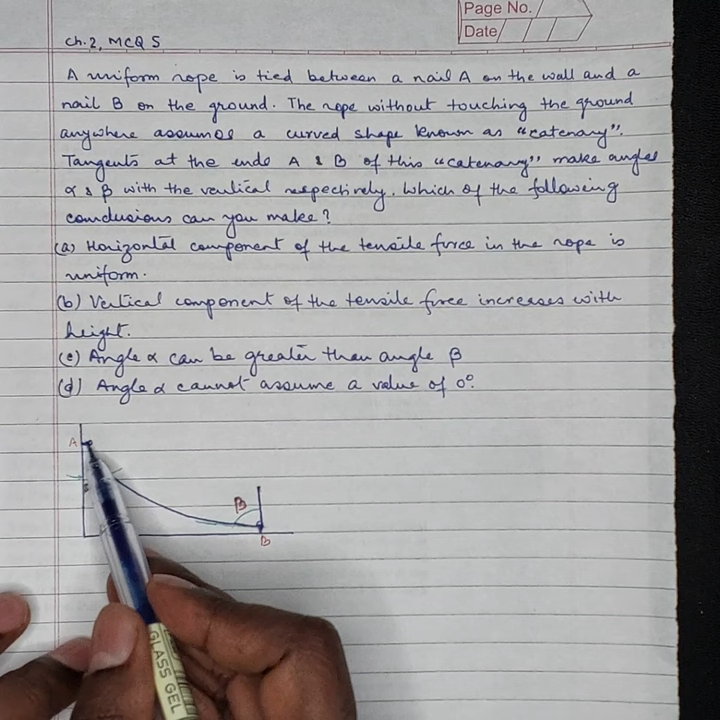 Page No.
Date
Ch. 2, MCQ 5
A uniform rope is tied between a nail A on the wall and a
nail B on the ground. The rope without touching the ground
anywhere assumes a curved shape known as "catenary".
Tangents at the ends A & B of this "catenary" make angles
α & β with the vertical respectively. Which of the following
conclusions can you make?
(a) Horizontal component of the tensile force in the rope is
uniform.
(b) Vertical component of the tensile force increases with
height.
(c) Angle α can be greater than angle β
(d) Angle α cannot assume a value of 0°.
A
β
B
GLASS GEL